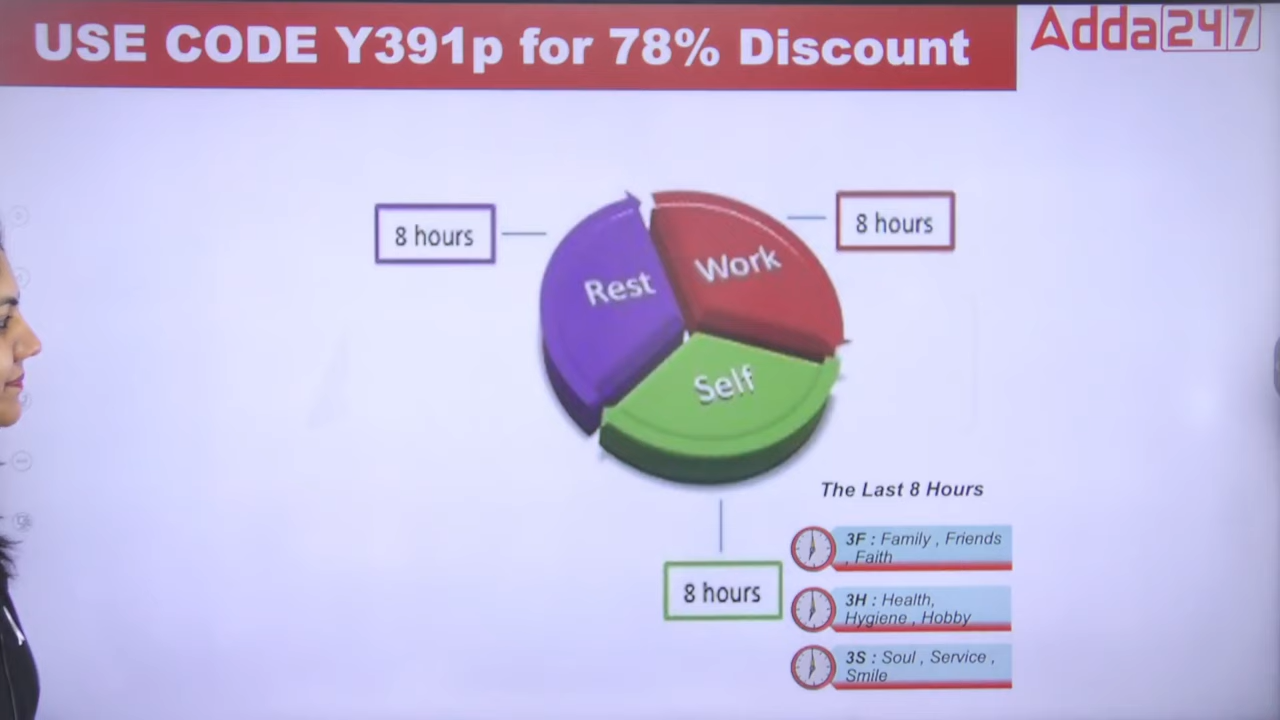 USE CODE Y391p for 78% Discount
Adda247
8 hours
8 hours
Rest
Work
Self
The Last 8 Hours
3F : Family , Friends
, Faith
8 hours
3H : Health,
Hygiene , Hobby
3S : Soul , Service ,
Smile